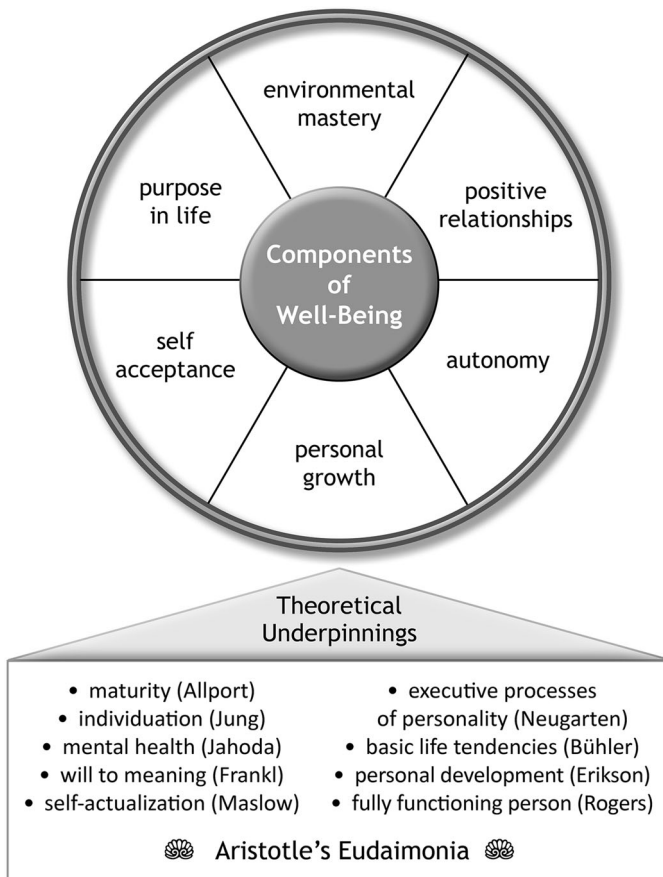 environmental
mastery
positive
relationships
autonomy
personal
growth
self
acceptance
purpose
in life
Components
of
Well-Being
Theoretical
Underpinnings
• maturity (Allport)
• individuation (Jung)
• mental health (Jahoda)
• will to meaning (Frankl)
• self-actualization (Maslow)
• executive processes
of personality (Neugarten)
• basic life tendencies (Bühler)
• personal development (Erikson)
• fully functioning person (Rogers)
Aristotle's Eudaimonia